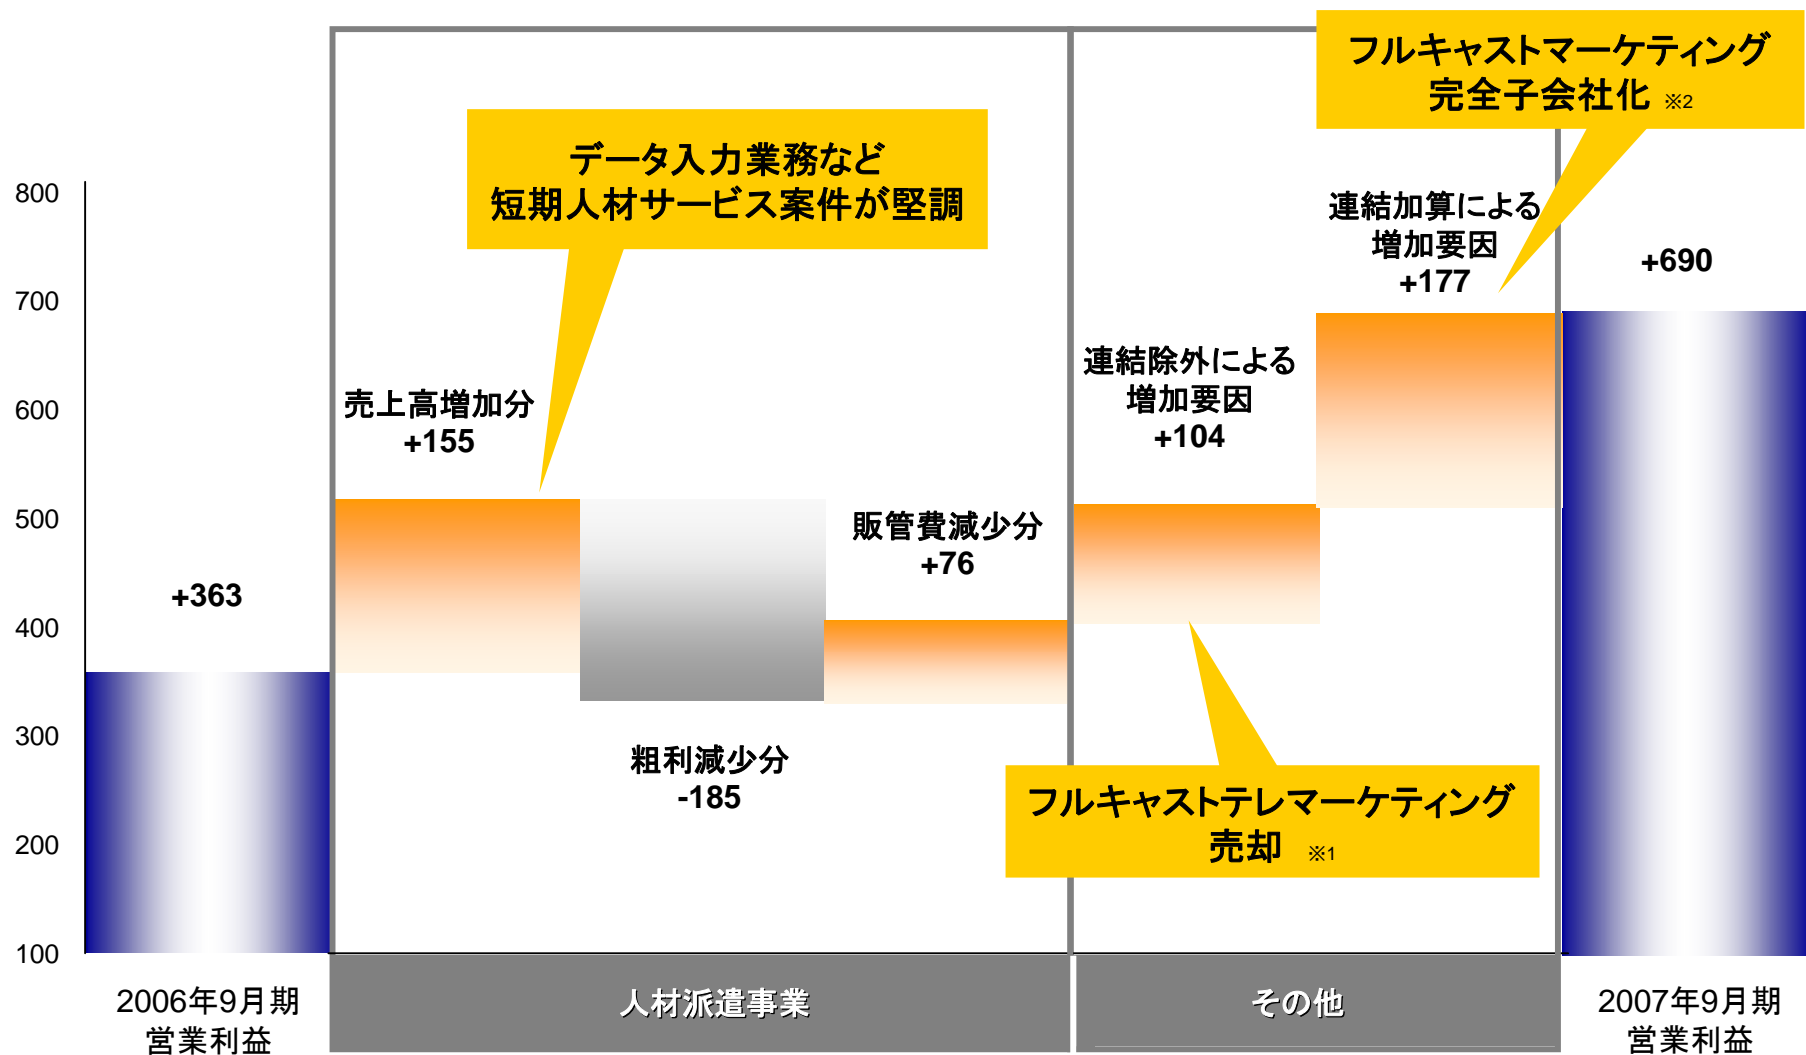 フルキャストマーケティング
完全子会社化 ※2
データ入力業務など
短期人材サービス案件が堅調
800
700
600
500
400
300
200
100
連結加算による
増加要因
+177
+690
連結除外による
増加要因
+104
売上高増加分
+155
販管費減少分
+76
+363
粗利減少分
-185
フルキャストテレマーケティング
売却 ※1
2006年9月期
営業利益
人材派遣事業
その他
2007年9月期
営業利益